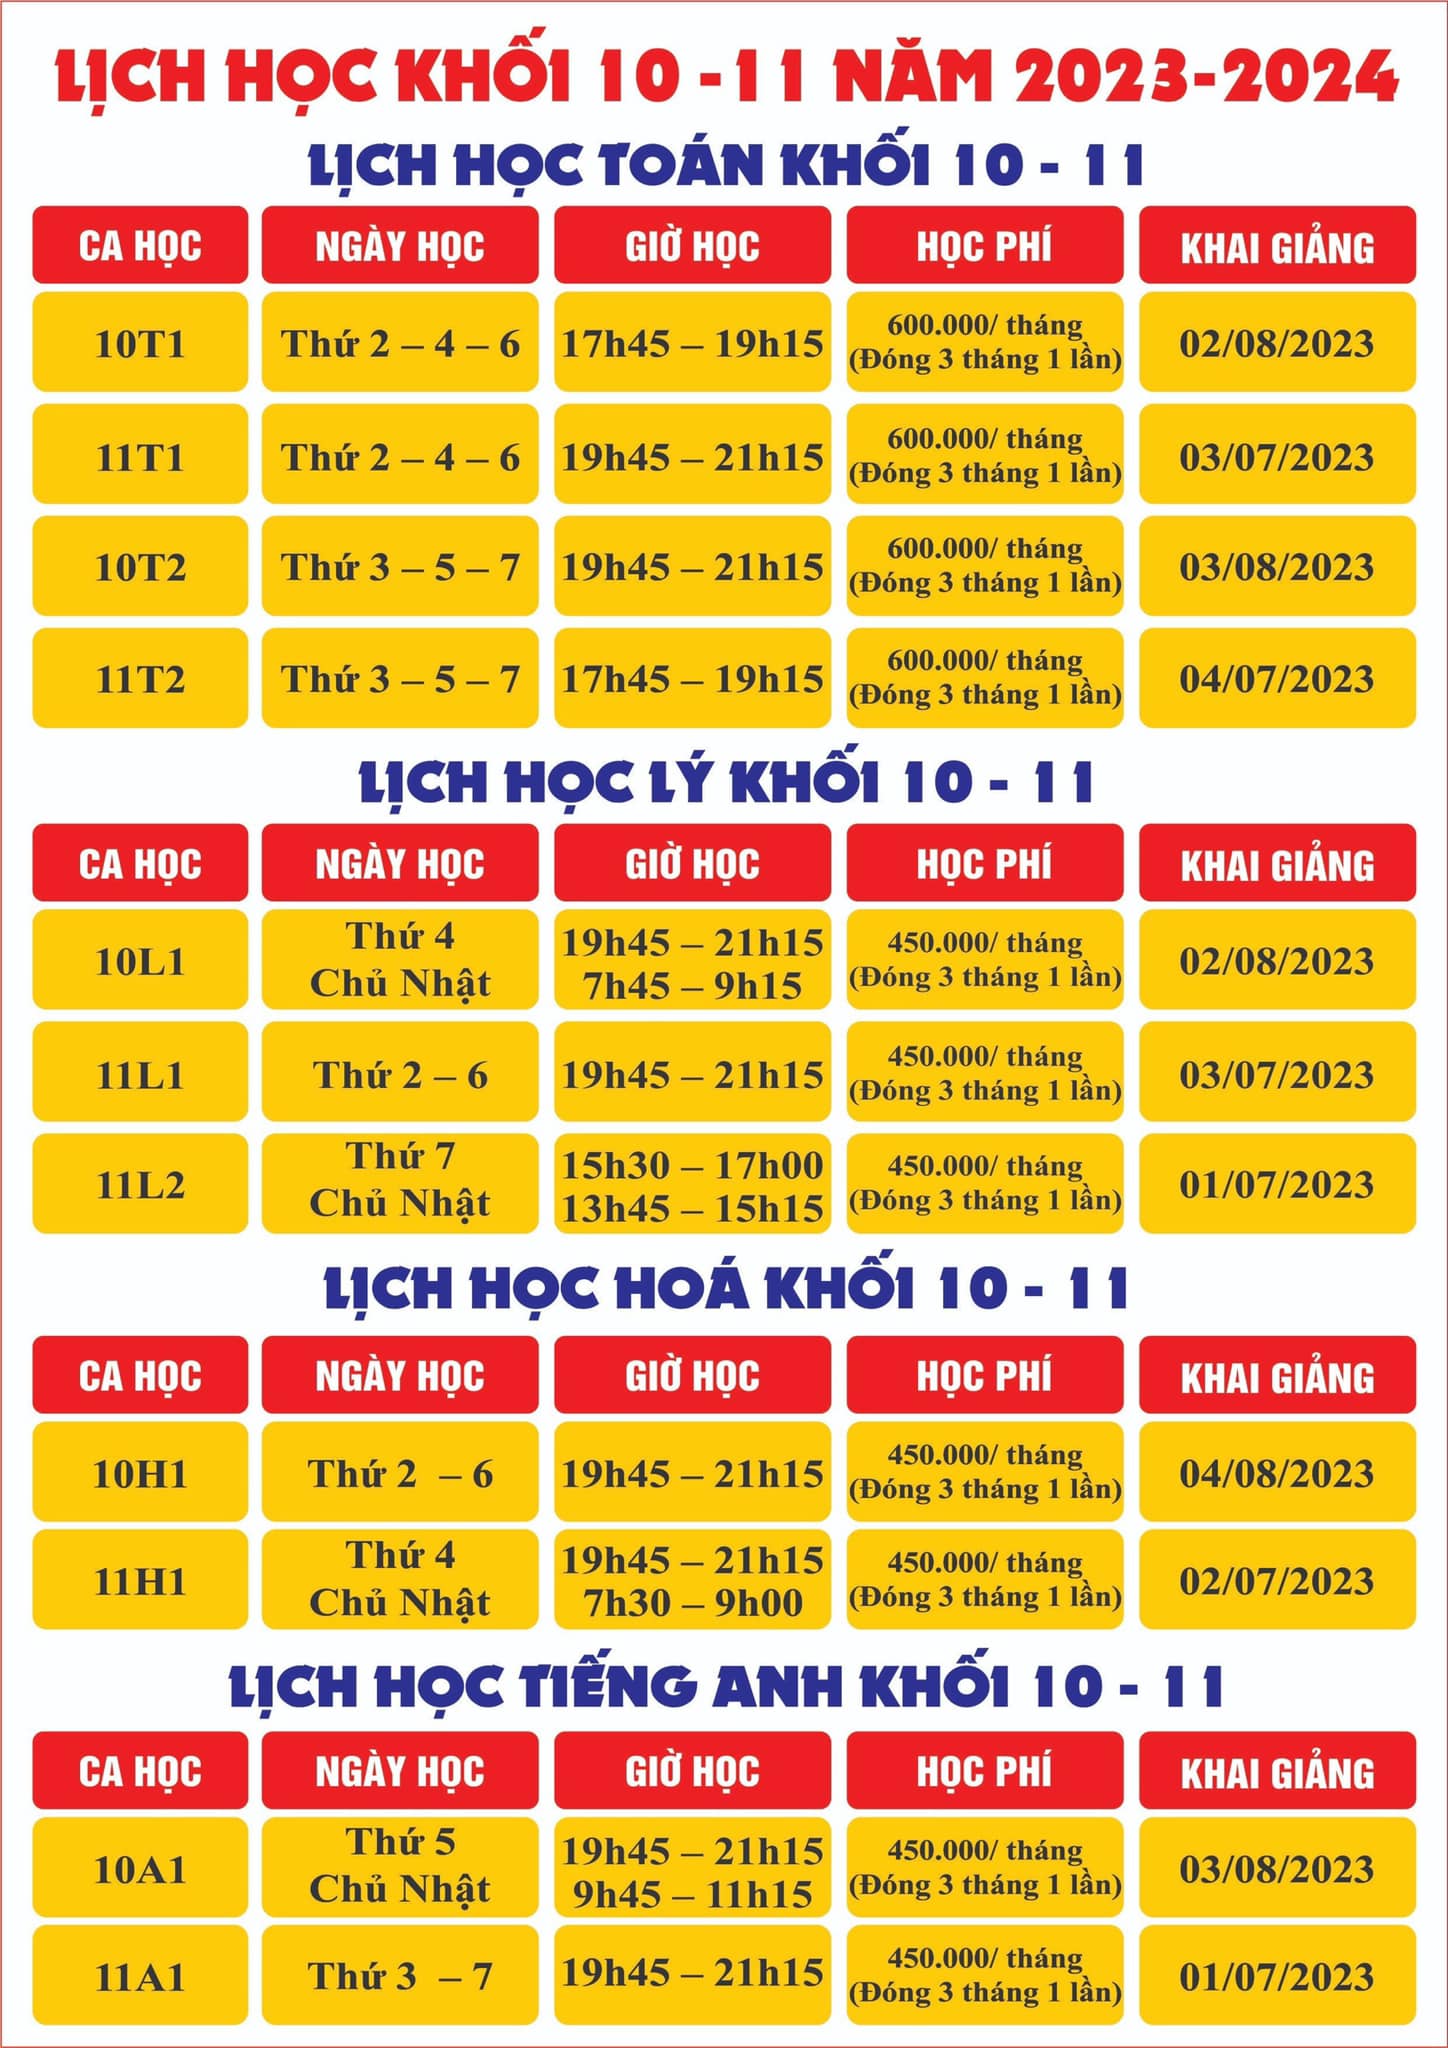 LỊCH HỌC KHỐI 10 -11 NĂM 2023-2024
LỊCH HỌC TOÁN KHỐI 10 - 11
CA HỌC NGÀY HỌC GIỜ HỌC HỌC PHÍ KHAI GIẢNG
10T1 Thứ 2 – 4 – 6 17h45 – 19h15 600.000/ tháng (Đóng 3 tháng 1 lần) 02/08/2023
11T1 Thứ 2 – 4 – 6 19h45 – 21h15 600.000/ tháng (Đóng 3 tháng 1 lần) 03/07/2023
10T2 Thứ 3 – 5 – 7 19h45 – 21h15 600.000/ tháng (Đóng 3 tháng 1 lần) 03/08/2023
11T2 Thứ 3 – 5 – 7 17h45 – 19h15 600.000/ tháng (Đóng 3 tháng 1 lần) 04/07/2023
LỊCH HỌC LÝ KHỐI 10 - 11
CA HỌC NGÀY HỌC GIỜ HỌC HỌC PHÍ KHAI GIẢNG
10L1 Thứ 4 Chủ Nhật 19h45 – 21h15 7h45 – 9h15 450.000/ tháng (Đóng 3 tháng 1 lần) 02/08/2023
11L1 Thứ 2 – 6 19h45 – 21h15 450.000/ tháng (Đóng 3 tháng 1 lần) 03/07/2023
11L2 Thứ 7 Chủ Nhật 15h30 – 17h00 13h45 – 15h15 450.000/ tháng (Đóng 3 tháng 1 lần) 01/07/2023
LỊCH HỌC HOÁ KHỐI 10 - 11
CA HỌC NGÀY HỌC GIỜ HỌC HỌC PHÍ KHAI GIẢNG
10H1 Thứ 2 – 6 19h45 – 21h15 450.000/ tháng (Đóng 3 tháng 1 lần) 04/08/2023
11H1 Thứ 4 Chủ Nhật 19h45 – 21h15 7h30 – 9h00 450.000/ tháng (Đóng 3 tháng 1 lần) 02/07/2023
LỊCH HỌC TIẾNG ANH KHỐI 10 - 11
CA HỌC NGÀY HỌC GIỜ HỌC HỌC PHÍ KHAI GIẢNG
10A1 Thứ 5 Chủ Nhật 19h45 – 21h15 9h45 – 11h15 450.000/ tháng (Đóng 3 tháng 1 lần) 03/08/2023
11A1 Thứ 3 – 7 19h45 – 21h15 450.000/ tháng (Đóng 3 tháng 1 lần) 01/07/2023